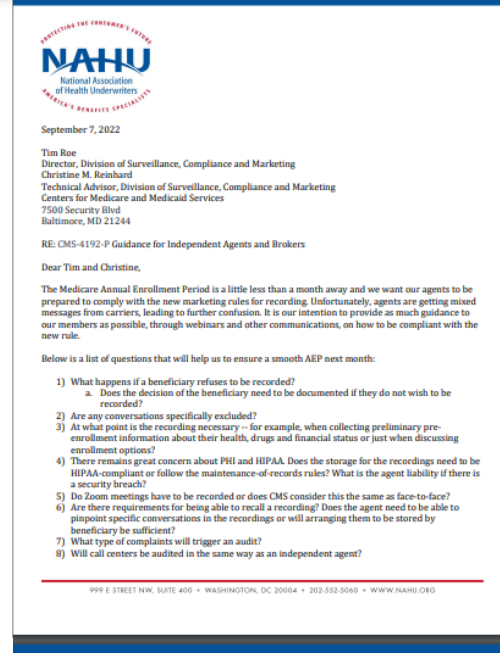 PROTECTING THE CONSUMER'S FUTURE
NAHU
National Association
of Health Underwriters
AMERICA'S BENEFITS SPECIALISTS
September 7, 2022
Tim Roe
Director, Division of Surveillance, Compliance and Marketing
Christine M. Reinhard
Technical Advisor, Division of Surveillance, Compliance and Marketing
Centers for Medicare and Medicaid Services
7500 Security Blvd
Baltimore, MD 21244
RE: CMS-4192-P Guidance for Independent Agents and Brokers
Dear Tim and Christine,
The Medicare Annual Enrollment Period is a little less than a month away and we want our agents to be
prepared to comply with the new marketing rules for recording. Unfortunately, agents are getting mixed
messages from carriers, leading to further confusion. It is our intention to provide as much guidance to
our members as possible, through webinars and other communications, on how to be compliant with the
new rule.
Below is a list of questions that will help us to ensure a smooth AEP next month:
1) What happens if a beneficiary refuses to be recorded?
a. Does the decision of the beneficiary need to be documented if they do not wish to be
recorded?
2) Are any conversations specifically excluded?
3) At what point is the recording necessary -- for example, when collecting preliminary pre-
enrollment information about their health, drugs and financial status or just when discussing
enrollment options?
4) There remains great concern about PHI and HIPAA. Does the storage for the recordings need to be
HIPAA-compliant or follow the maintenance-of-records rules? What is the agent liability if there is
a security breach?
5) Do Zoom meetings have to be recorded or does CMS consider this the same as face-to-face?
6) Are there requirements for being able to recall a recording? Does the agent need to be able to
pinpoint specific conversations in the recordings or will arranging them to be stored by
beneficiary be sufficient?
7) What type of complaints will trigger an audit?
8) Will call centers be audited in the same way as an independent agent?
999 E STREET NW, SUITE 400 • WASHINGTON, DC 20004 • 202-552-5060 • WWW.NAHU.ORG